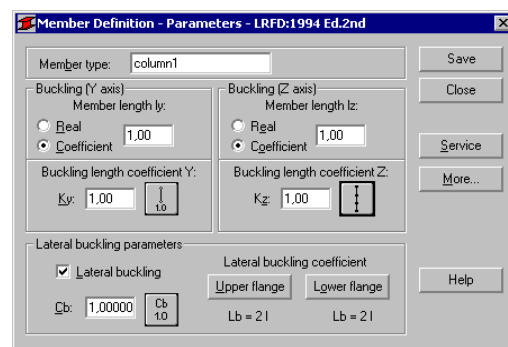 Member Definition - Parameters - LRFD:1994 Ed.2nd
Member type: column1
Save
Close
Buckling (Y axis)
Member length ly:
Real
Coefficient
1,00
Buckling (Z axis)
Member length lz:
Real
Coefficient
1,00
Service
Buckling length coefficient Y:
Ky: 1,00
1.0
Buckling length coefficient Z:
Kz: 1,00
More...
Lateral buckling parameters
Lateral buckling
Cb: 1,00000
Cb
1.0
Lateral buckling coefficient
Upper flange
Lower flange
Lb = 2 l
Lb = 2 l
Help